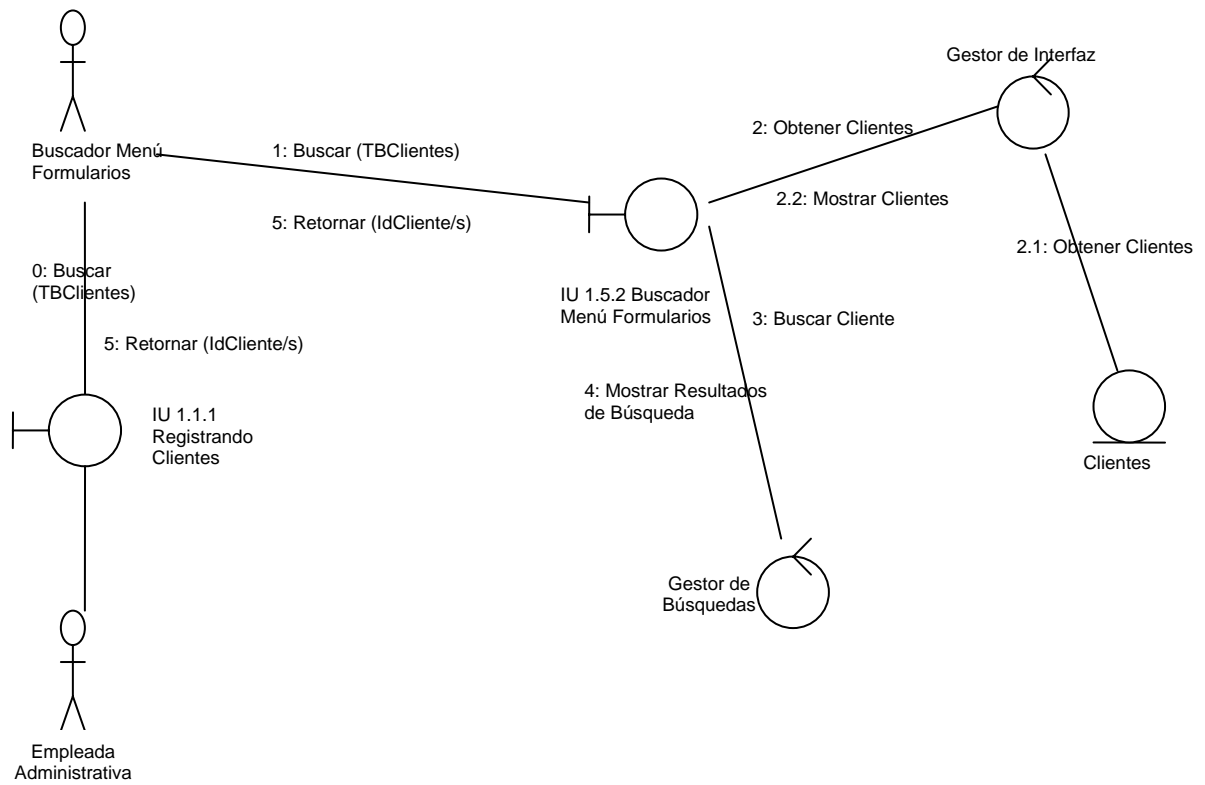 Gestor de Interfaz
2: Obtener Clientes
Buscador Menú
Formularios
1: Buscar (TBClientes)
2.2: Mostrar Clientes
5: Retornar (IdCliente/s)
2.1: Obtener Clientes
0: Buscar
(TBClientes)
IU 1.5.2 Buscador
Menú Formularios
3: Buscar Cliente
5: Retornar (IdCliente/s)
4: Mostrar Resultados
de Búsqueda
IU 1.1.1
Registrando
Clientes
Clientes
Gestor de
Búsquedas
Empleada
Administrativa